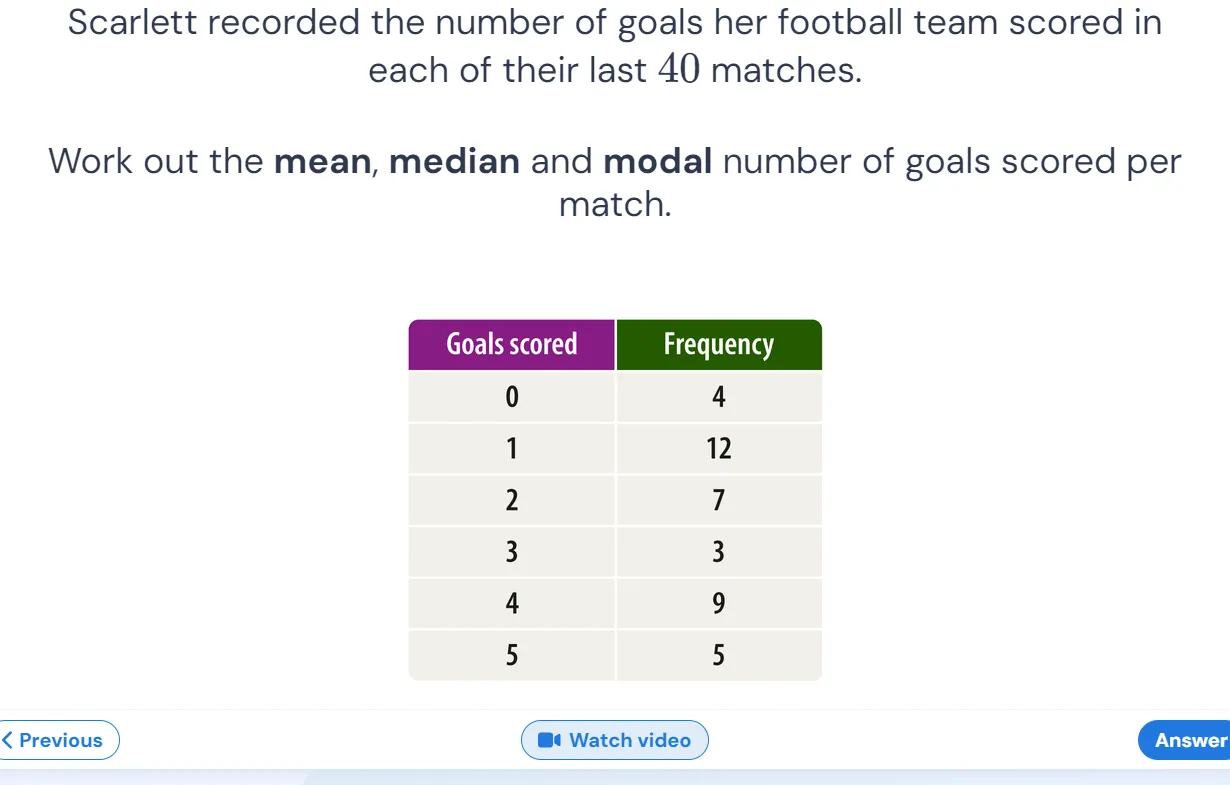 Scarlett recorded the number of goals her football team scored in
each of their last 40 matches.
Work out the mean, median and modal number of goals scored per
match.
Goals scored Frequency
0 4
1 12
2 7
3 3
4 9
5 5
Previous Watch video Answer